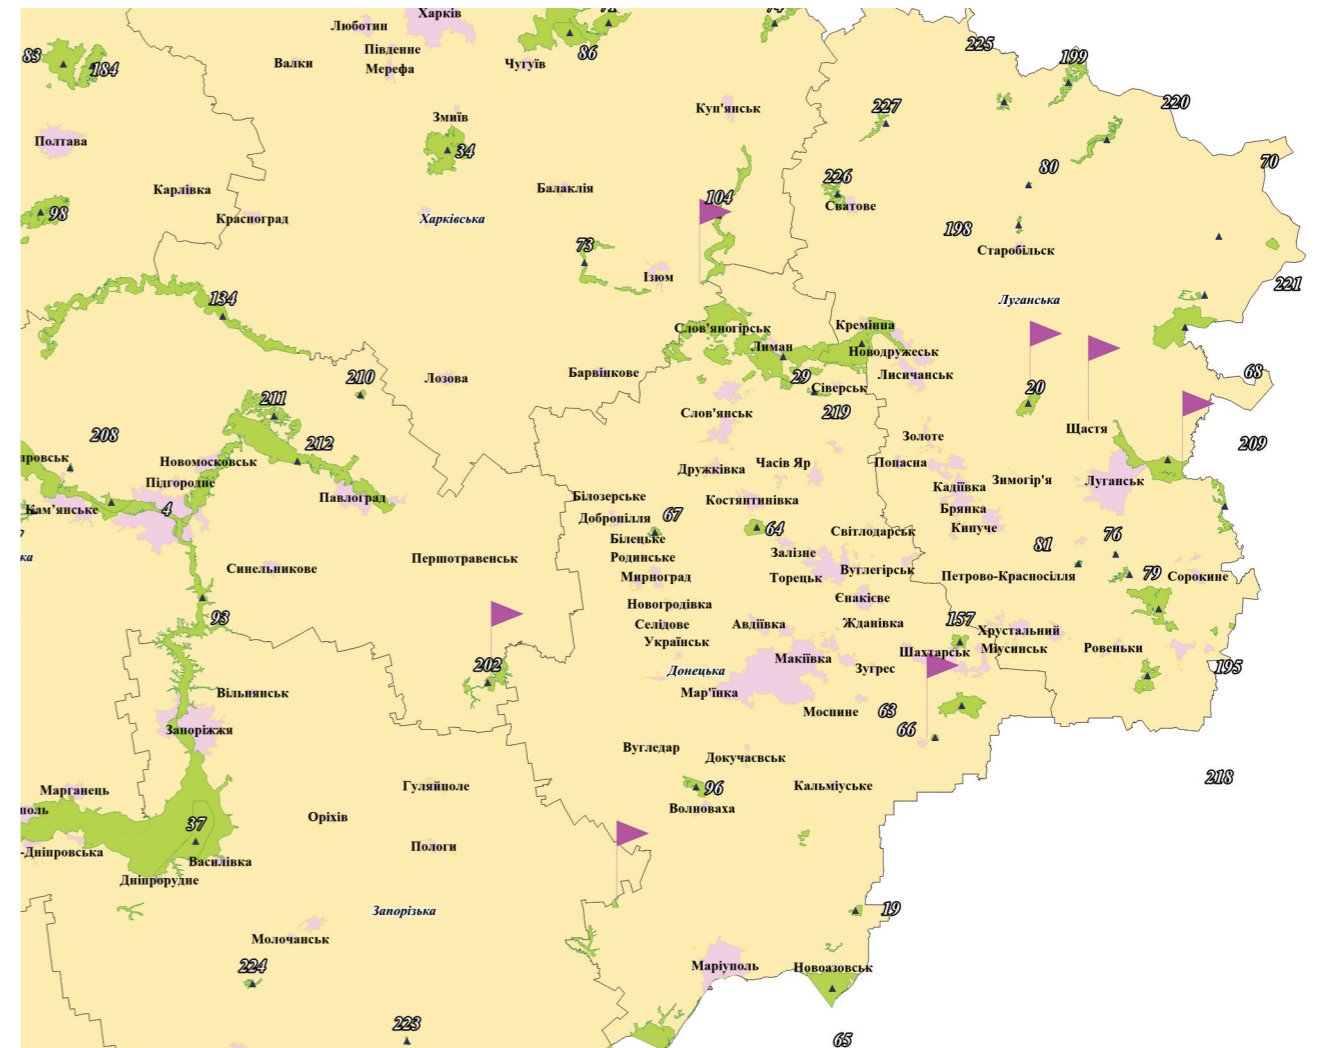 Харків
72
74
Люботин
83
184
Південне
86
225
199
Валки
Мерефа
Чугуїв
227
220
Змиїв
Куп'янськ
Полтава
34
80
70
Карлівка
Балаклія
226
104
Сватове
98
Красноград
Харківська
198
Старобільск
73
Ізюм
221
134
Луганська
Слов'яногірськ
Лиман
Новодружеськ
Лозова
Барвінкове
29
Лисичанськ
68
210
Сіверськ
20
211
Слов'янськ
219
Щастя
208
212
Золоте
209
Новомосковськ
Дружківка
Часів Яр
Попасна
Зимогір'я
Луганськ
Підгородне
Павлоград
Білозерське
Костянтинівка
Кадіївка
Кам'янське
4
Добропілля
67
64
Брянка
Білецьке
Світлодарськ
Кипуче
Першотравенськ
Родинське
Залізне
81
76
Синельникове
Мирноград
Торецьк
Вуглегірськ
Петрово-Красносілля
79
Сорокине
Новогродівка
Єнакієве
93
Селідове
Авдіївка
Жданівка
157
Хрустальний
Українськ
Шахтарськ
Міусинськ
Ровеньки
202
Донецька
Макіївка
Зугрес
195
Вільнянськ
Мар'їнка
Моспине
63
Запоріжжя
66
Вугледар
Докучаєвськ
218
Марганець
Гуляйполе
96
Кальміуське
Волноваха
Оріхів
37
Пологи
-Дніпровська
Василівка
Дніпрорудне
Запорізька
19
Молочанськ
224
Маріуполь
Новоазовськ
223
65